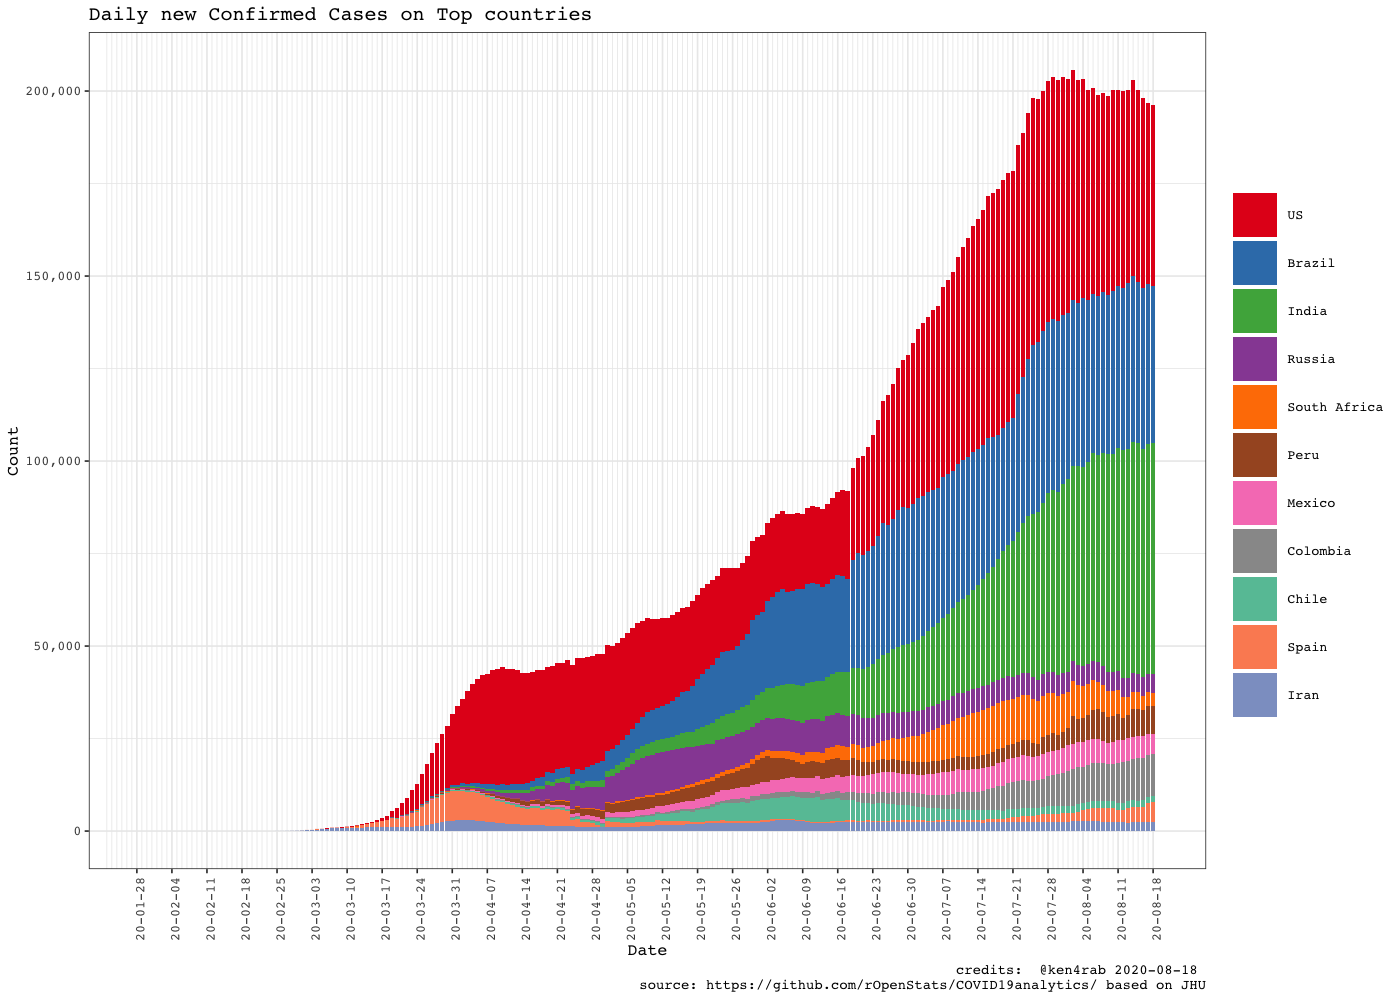 Daily new Confirmed Cases on Top countries
Count
200,000
150,000
100,000
50,000
0
20-01-28
20-02-04
20-02-11
20-02-18
20-02-25
20-03-03
20-03-10
20-03-17
20-03-24
20-03-31
20-04-07
20-04-14
20-04-21
20-04-28
20-05-05
20-05-12
20-05-19
20-05-26
20-06-02
20-06-09
20-06-16
20-06-23
20-06-30
20-07-07
20-07-14
20-07-21
20-07-28
20-08-04
20-08-11
20-08-18
Date
US
Brazil
India
Russia
South Africa
Peru
Mexico
Colombia
Chile
Spain
Iran
credits:  @ken4rab 2020-08-18
source: https://github.com/rOpenStats/COVID19analytics/ based on JHU